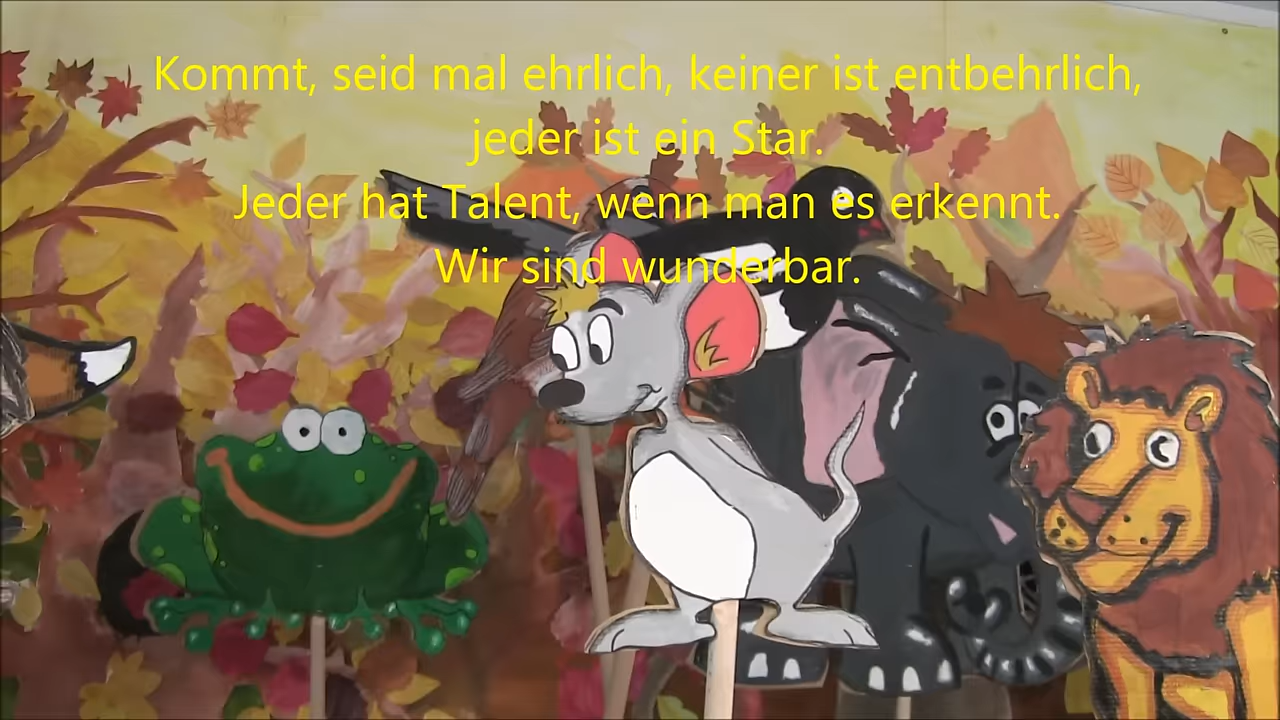 Kommt, seid mal ehrlich, keiner ist entbehrlich,
jeder ist ein Star.
Jeder hat Talent, wenn man es erkennt.
Wir sind wunderbar.